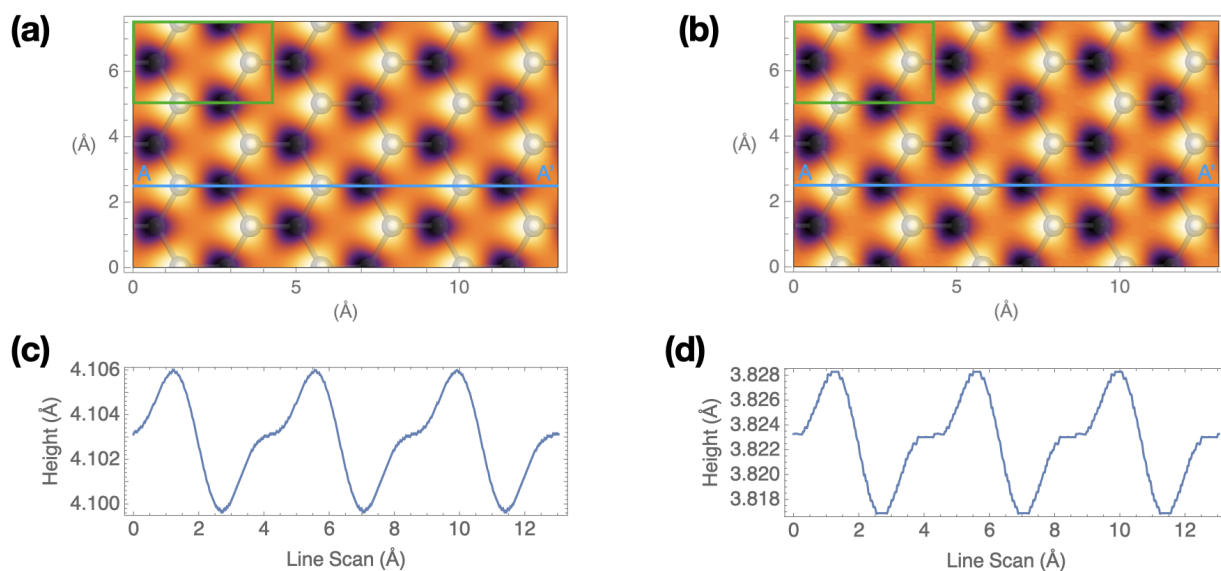 (a)
6
4
2
0
(Å)
A
A'
0
5
10
(Å)
(b)
6
4
2
0
(Å)
A
A'
0
5
10
(Å)
(c)
4.106
4.104
4.102
4.100
Height (Å)
0 2 4 6 8 10 12
Line Scan (Å)
(d)
3.828
3.826
3.824
3.822
3.820
3.818
Height (Å)
0 2 4 6 8 10 12
Line Scan (Å)